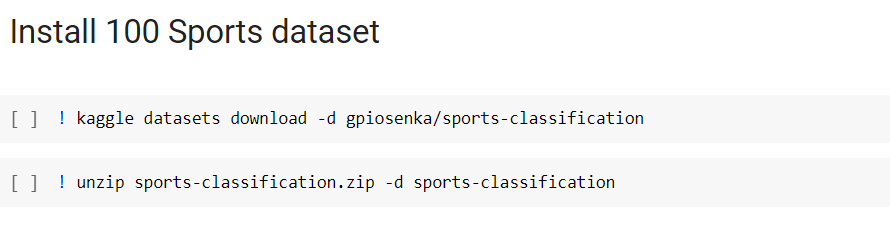 Install 100 Sports dataset
[ ] ! kaggle datasets download -d gpiosenka/sports-classification
[ ] ! unzip sports-classification.zip -d sports-classification